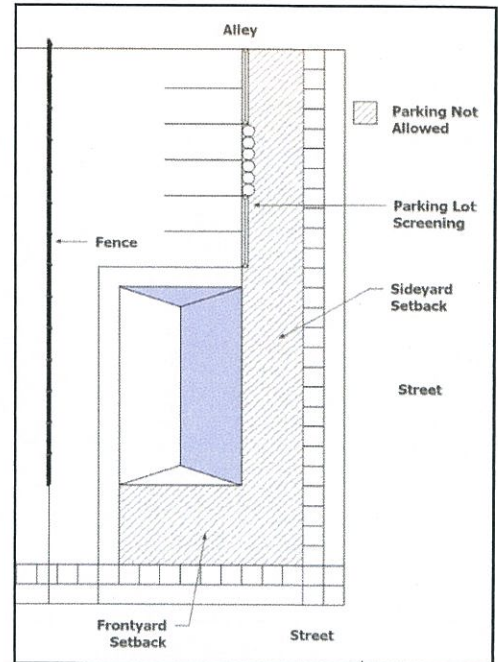 Alley
Parking Not
Allowed
Parking Lot
Screening
Fence
Sideyard
Setback
Street
Frontyard
Setback
Street